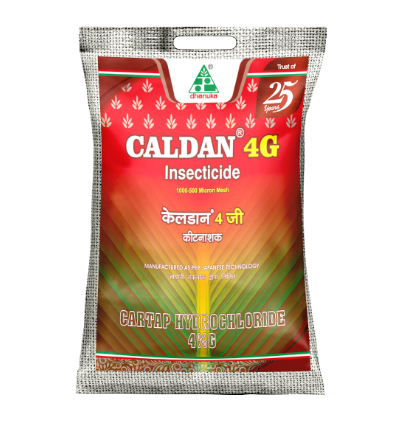 dhanuka®
Trust of
25
Years
CALDAN® 4G
Insecticide
1000-500 Micron Mesh
केलडान® 4 जी
कीटनाशक
MANUFACTURED AS PER JAPANESE TECHNOLOGY
CARTAP HYDROCHLORIDE
4%G